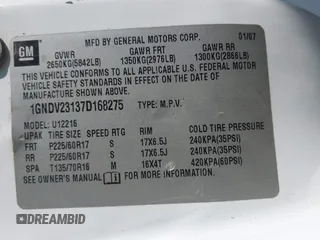 GM
MFD BY GENERAL MOTORS CORP. 01/07
GVWR GAWR FRT GAWR RR
2650KG(5842LB) 1350KG(2976LB) 1300KG(2866LB)
THIS VEHICLE CONFORMS TO ALL APPLICABLE U.S. FEDERAL
MOTOR VEHICLE SAFETY, AND THEFT PREVENTION STANDARDS
IN EFFECT ON THE DATE OF MANUFACTURE SHOWN ABOVE.
1GNDV23137D168275 TYPE: M.P.V.
MODEL: U12216
UPAK TIRE SIZE SPEED RTG RIM COLD TIRE PRESSURE
FRT P225/60R17 S 17X6.5J 240KPA(35PSI)
RR P225/60R17 S 17X6.5J 240KPA(35PSI)
SPA T135/70R16 M 16X4T 420KPA(60PSI)
SEE OWNER'S MANUAL FOR ADDITIONAL INFORMATION.
DREAMBID